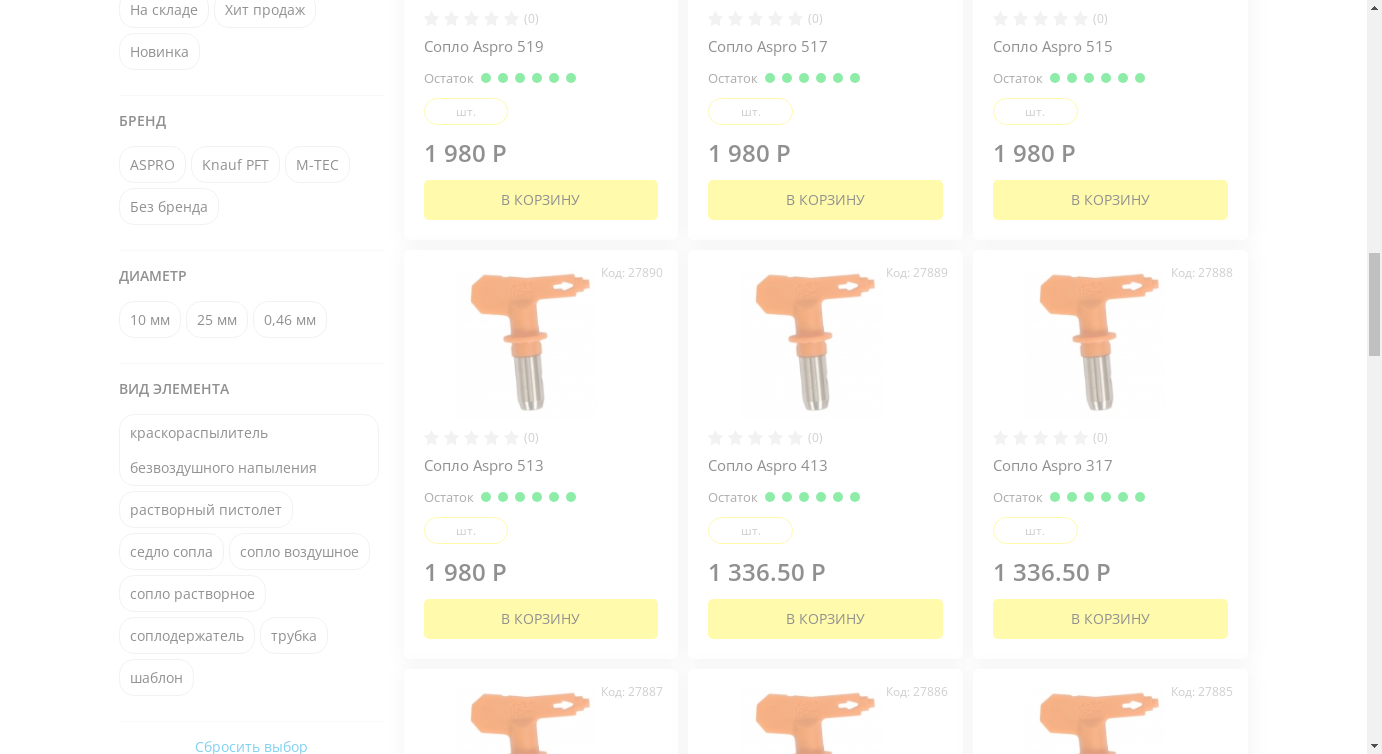 На складе
Хит продаж
Новинка
БРЕНД
ASPRO
Knauf PFT
M-TEC
Без бренда
ДИАМЕТР
10 мм
25 мм
0,46 мм
ВИД ЭЛЕМЕНТА
краскораспылитель
безвоздушного напыления
растворный пистолет
седло сопла
сопло воздушное
сопло растворное
соплодержатель
трубка
шаблон
Сбросить выбор
(0)
Сопло Aspro 519
Остаток
шт.
1 980 Р
В КОРЗИНУ
(0)
Сопло Aspro 517
Остаток
шт.
1 980 Р
В КОРЗИНУ
(0)
Сопло Aspro 515
Остаток
шт.
1 980 Р
В КОРЗИНУ
Код: 27890
(0)
Сопло Aspro 513
Остаток
шт.
1 980 Р
В КОРЗИНУ
Код: 27889
(0)
Сопло Aspro 413
Остаток
шт.
1 336.50 Р
В КОРЗИНУ
Код: 27888
(0)
Сопло Aspro 317
Остаток
шт.
1 336.50 Р
В КОРЗИНУ
Код: 27887
Код: 27886
Код: 27885